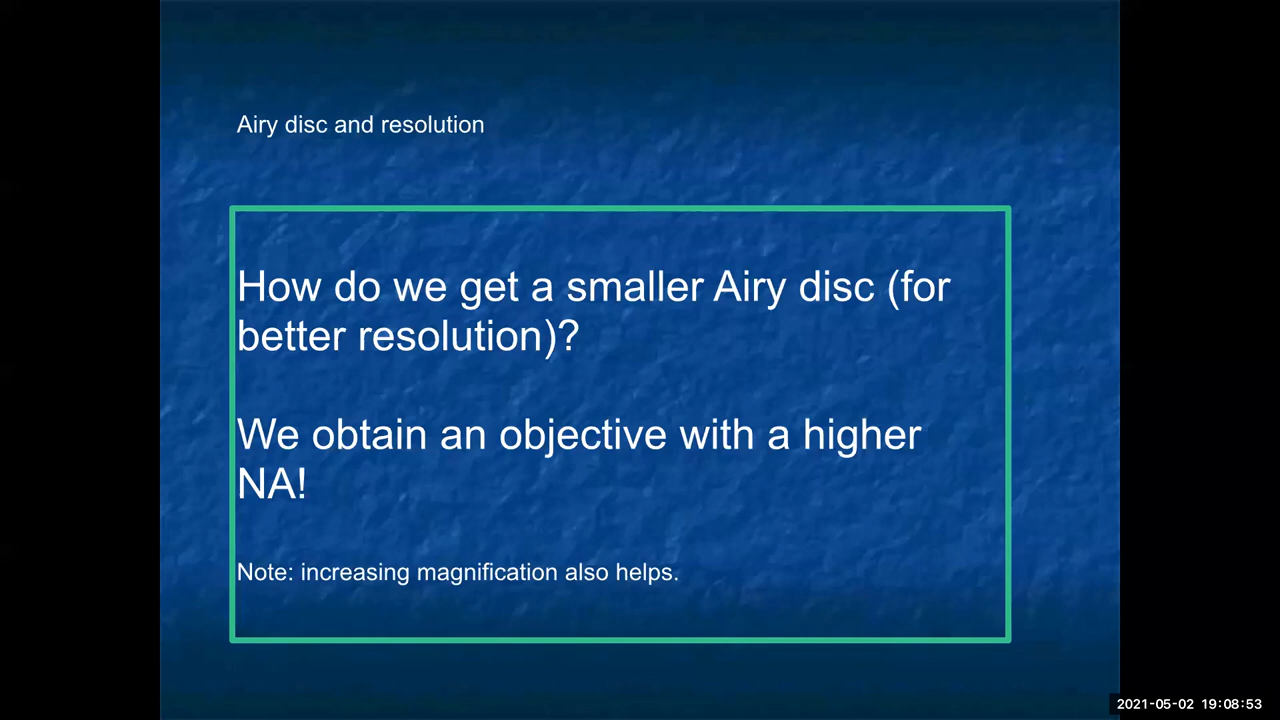 Airy disc and resolution
How do we get a smaller Airy disc (for
better resolution)?
We obtain an objective with a higher
NA!
Note: increasing magnification also helps.
2021-05-02 19:08:53